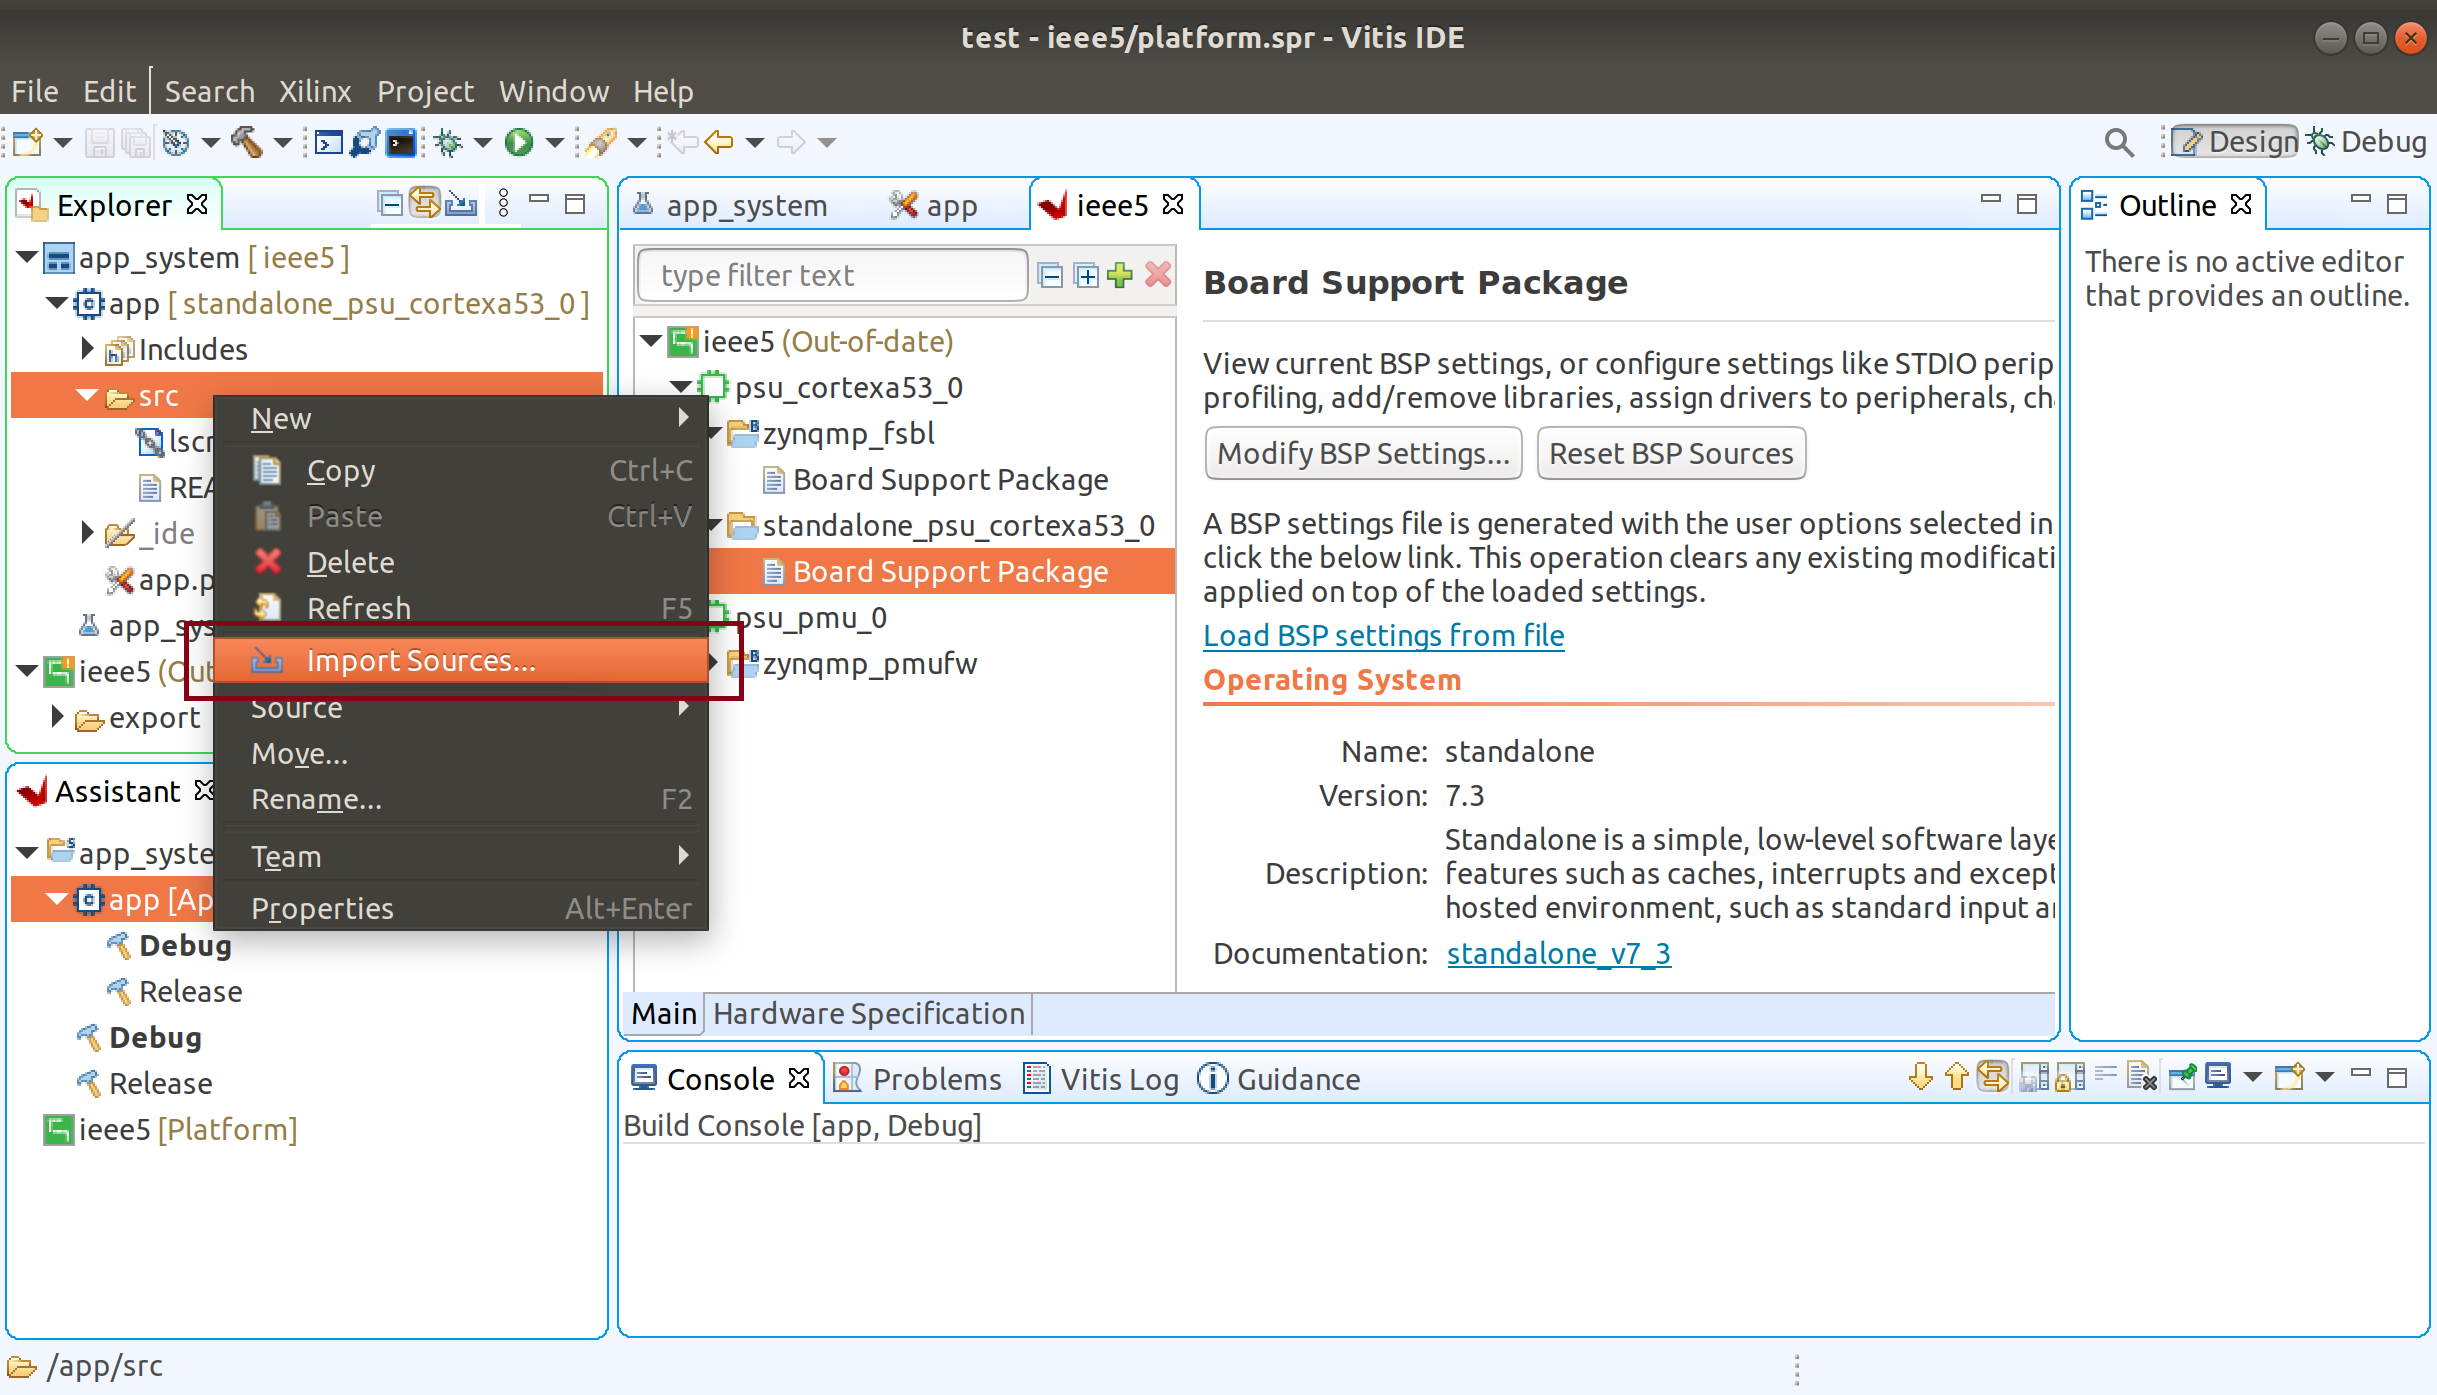 test - ieee5/platform.spr - Vitis IDE
File Edit Search Xilinx Project Window Help
Design Debug
Explorer
app_system [ ieee5 ]
app [ standalone_psu_cortexa53_0 ]
Includes
src
lscr
REA
_ide
app.p
app_sys
ieee5 (Out
export
New
Copy Ctrl+C
Paste Ctrl+V
Delete
Refresh F5
Import Sources...
Source
Move...
Rename... F2
Team
Properties Alt+Enter
Assistant
app_syste
app [Ap
Debug
Release
Debug
Release
ieee5 [Platform]
app_system app ieee5
type filter text
ieee5 (Out-of-date)
psu_cortexa53_0
zynqmp_fsbl
Board Support Package
standalone_psu_cortexa53_0
Board Support Package
psu_pmu_0
zynqmp_pmufw
Board Support Package
View current BSP settings, or configure settings like STDIO perip
profiling, add/remove libraries, assign drivers to peripherals, ch
Modify BSP Settings... Reset BSP Sources
A BSP settings file is generated with the user options selected in
click the below link. This operation clears any existing modificati
applied on top of the loaded settings.
Load BSP settings from file
Operating System
Name: standalone
Version: 7.3
Description: Standalone is a simple, low-level software laye
features such as caches, interrupts and except
hosted environment, such as standard input a
Documentation: standalone_v7_3
Main Hardware Specification
Outline
There is no active editor
that provides an outline.
Console Problems Vitis Log Guidance
Build Console [app, Debug]
/app/src